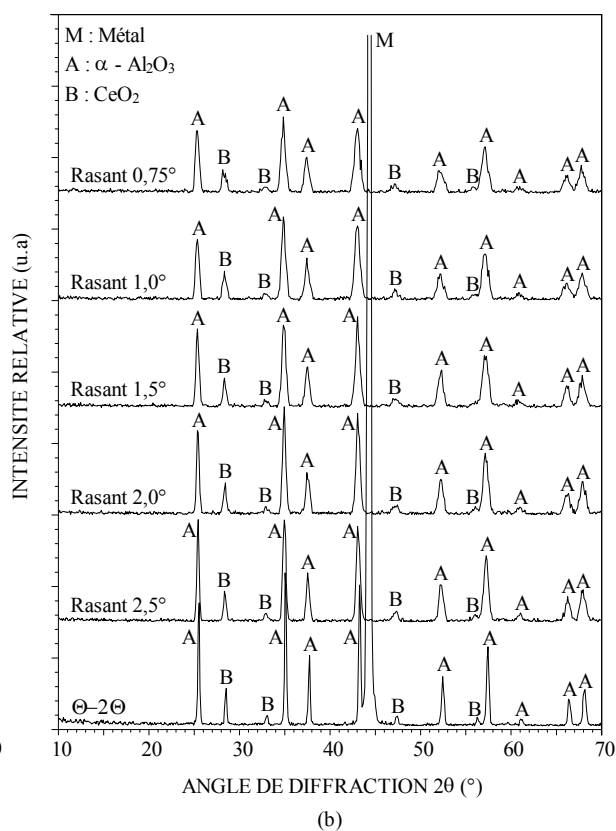 M : Métal
A : α - Al₂O₃
B : CeO₂
M
A B B A A A B A B A A A A
Rasant 0,75°
A B B A A A B A B A A A A
Rasant 1,0°
A B B A A A B A B A A A A
Rasant 1,5°
A B B A A A B A B A A A A
Rasant 2,0°
A B B A A A B A B A A A A
Rasant 2,5°
A B B A A A B A B A A A A
Θ–2Θ
INTENSITE RELATIVE (u.a)
0
10 20 30 40 50 60 70
ANGLE DE DIFFRACTION 2θ (°)
(b)